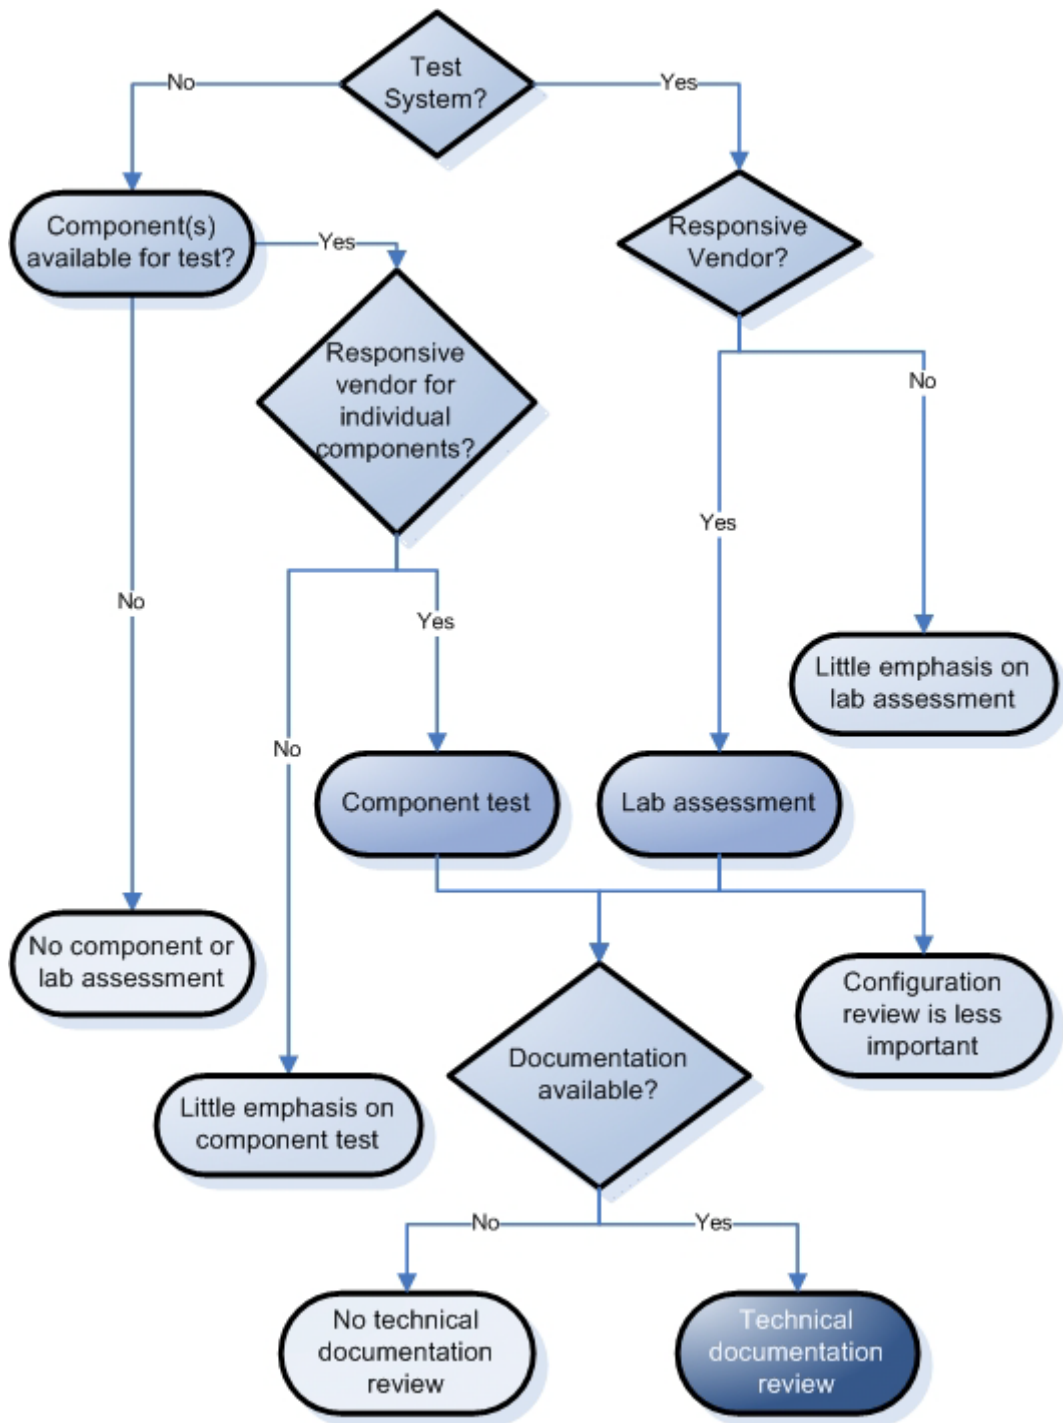 Test
System?
No
Yes
Component(s)
available for test?
Yes
Responsive
Vendor?
Responsive
vendor for
individual
components?
No
Yes
No
Yes
No
Little emphasis on
lab assessment
Component test
Lab assessment
No component or
lab assessment
Configuration
review is less
important
Documentation
available?
Little emphasis on
component test
No
Yes
No technical
documentation
review
Technical
documentation
review